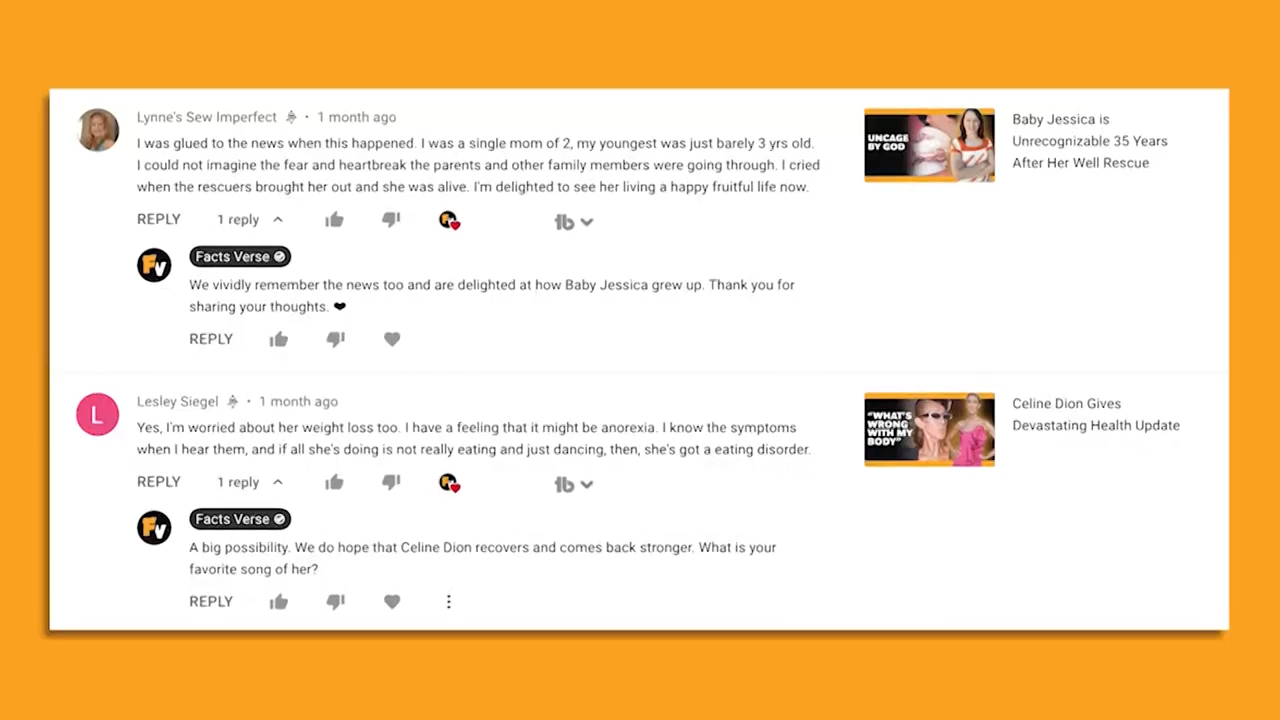 Lynne's Sew Imperfect · 1 month ago
I was glued to the news when this happened. I was a single mom of 2, my youngest was just barely 3 yrs old.
I could not imagine the fear and heartbreak the parents and other family members were going through. I cried
when the rescuers brought her out and she was alive. I'm delighted to see her living a happy fruitful life now.
REPLY 1 reply
tb
UNCAGE
BY GOD
Baby Jessica is
Unrecognizable 35 Years
After Her Well Rescue
FV
Facts Verse
We vividly remember the news too and are delighted at how Baby Jessica grew up. Thank you for
sharing your thoughts. ❤
REPLY
L
Lesley Siegel · 1 month ago
Yes, I'm worried about her weight loss too. I have a feeling that it might be anorexia. I know the symptoms
when I hear them, and if all she's doing is not really eating and just dancing, then, she's got a eating disorder.
REPLY 1 reply
tb
"WHAT'S
WRONG
WITH MY
BODY"
Celine Dion Gives
Devastating Health Update
FV
Facts Verse
A big possibility. We do hope that Celine Dion recovers and comes back stronger. What is your
favorite song of her?
REPLY